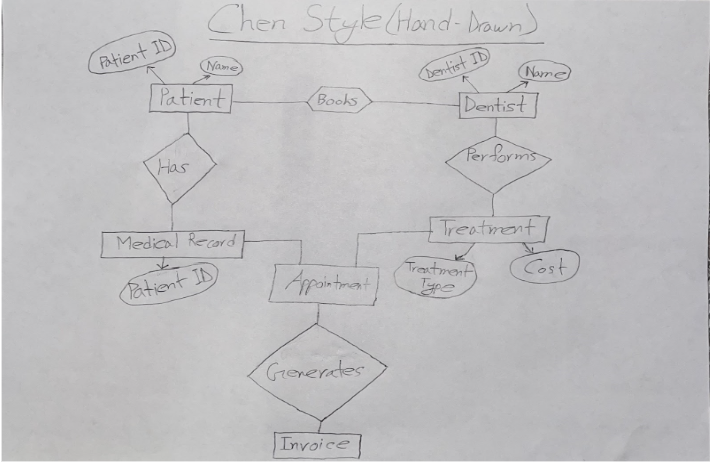 Chen Style (Hand-Drawn)
Patient ID
Name
Dentist ID
Name
Patient
Books
Dentist
Has
Performs
Medical Record
Treatment
Patient ID
Appointment
Treatment
Type
Cost
Generates
Invoice